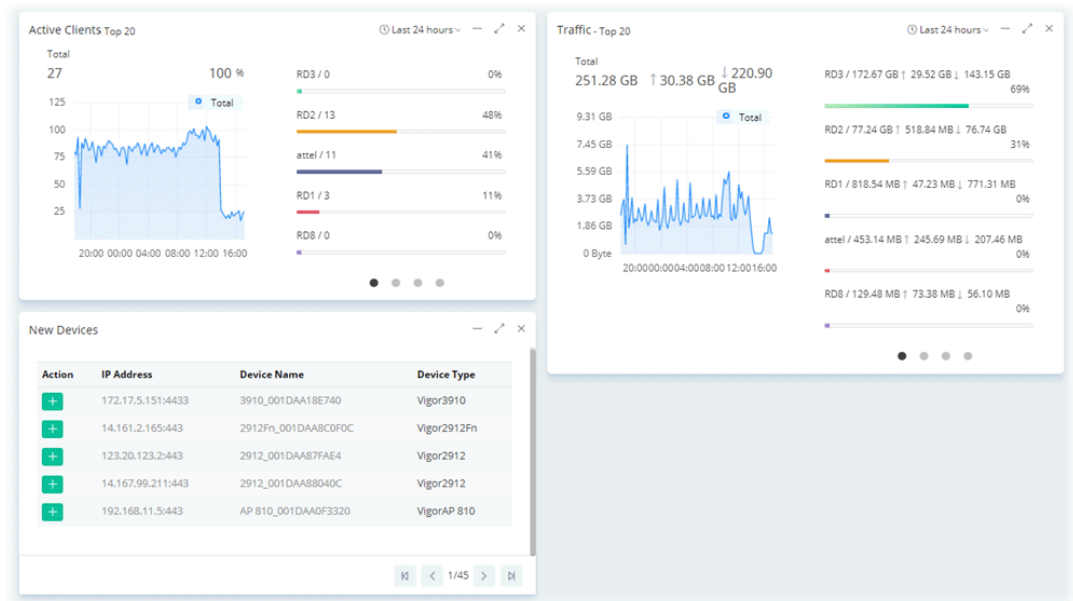 Active Clients Top 20
Last 24 hours
Total
27
100 %
125
100
75
50
25
Total
20:00 00:00 04:00 08:00 12:00 16:00
RD3 / 0 0%
RD2 / 13 48%
attel / 11 41%
RD1 / 3 11%
RD8 / 0 0%
Traffic - Top 20
Last 24 hours
Total
251.28 GB ↑ 30.38 GB ↓ 220.90
GB
9.31 GB
7.45 GB
5.59 GB
3.73 GB
1.86 GB
0 Byte
Total
20:0000:0004:0008:0012:0016:00
RD3 / 172.67 GB ↑ 29.52 GB ↓ 143.15 GB
69%
RD2 / 77.24 GB ↑ 518.84 MB ↓ 76.74 GB
31%
RD1 / 818.54 MB ↑ 47.23 MB ↓ 771.31 MB
0%
attel / 453.14 MB ↑ 245.69 MB ↓ 207.46 MB
0%
RD8 / 129.48 MB ↑ 73.38 MB ↓ 56.10 MB
0%
New Devices
Action IP Address Device Name Device Type
172.17.5.151:4433 3910_001DAA18E740 Vigor3910
14.161.2.165:443 2912Fn_001DAA8C0F0C Vigor2912Fn
123.20.123.2:443 2912_001DAA87FAE4 Vigor2912
14.167.99.211:443 2912_001DAA88040C Vigor2912
192.168.11.5:443 AP 810_001DAA0F3320 VigorAP 810
1/45